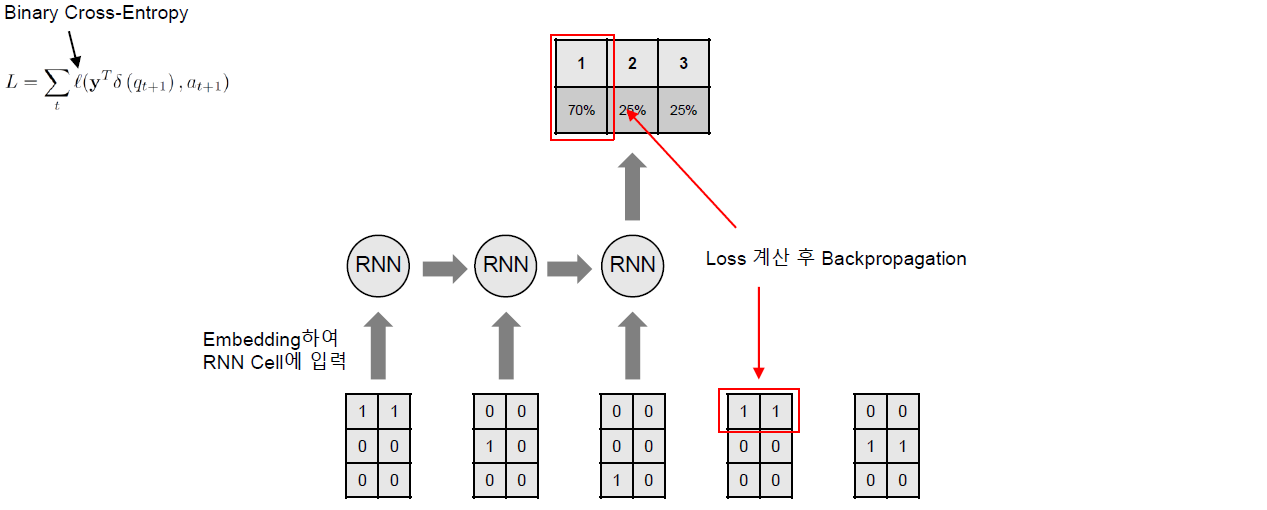 Binary Cross-Entropy
L = \sum_t \ell(\mathbf{y}^T \delta(q_{t+1}), a_{t+1})
1 2 3
70% 25% 25%
RNN RNN RNN
Loss 계산 후 Backpropagation
Embedding하여
RNN Cell에 입력
1 1 0 0 0 0 1 1 0 0
0 0 1 0 0 0 0 0 1 1
0 0 0 0 1 0 0 0 0 0